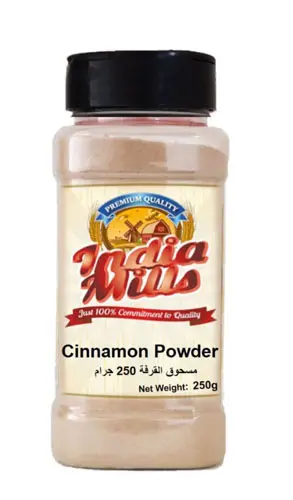 PREMIUM QUALITY
India
Mills
Just 100% Commitment to Quality
Cinnamon Powder
مسحوق القرفة 250 جرام
Net Weight: 250g